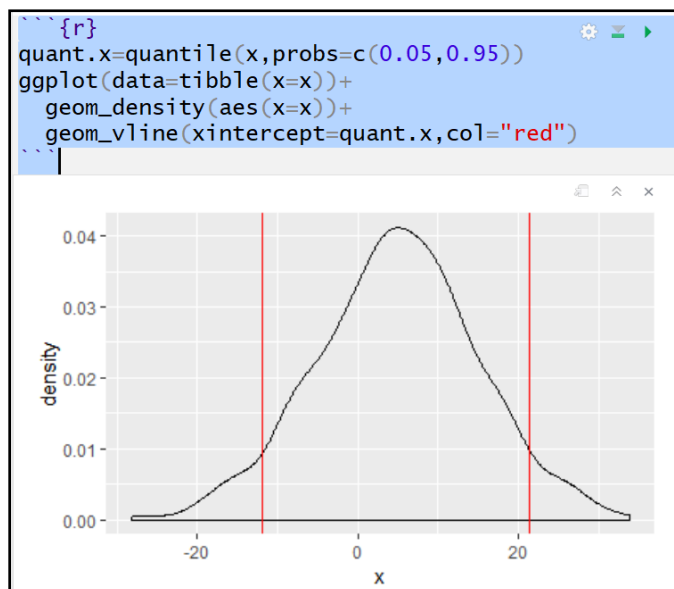 ```{r}
quant.x=quantile(x,probs=c(0.05,0.95))
ggplot(data=tibble(x=x))+
  geom_density(aes(x=x))+
  geom_vline(xintercept=quant.x,col="red")
```
0.04
0.03
0.02
0.01
0.00
density
-20
0
20
x